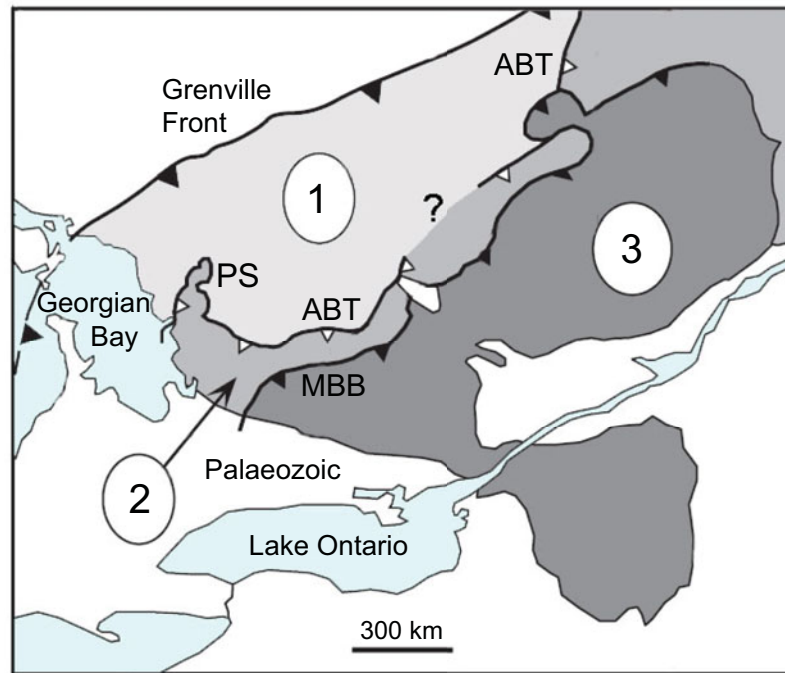 ABT
Grenville
Front
1
?
3
PS
Georgian
Bay
ABT
MBB
2
Palaeozoic
Lake Ontario
300 km